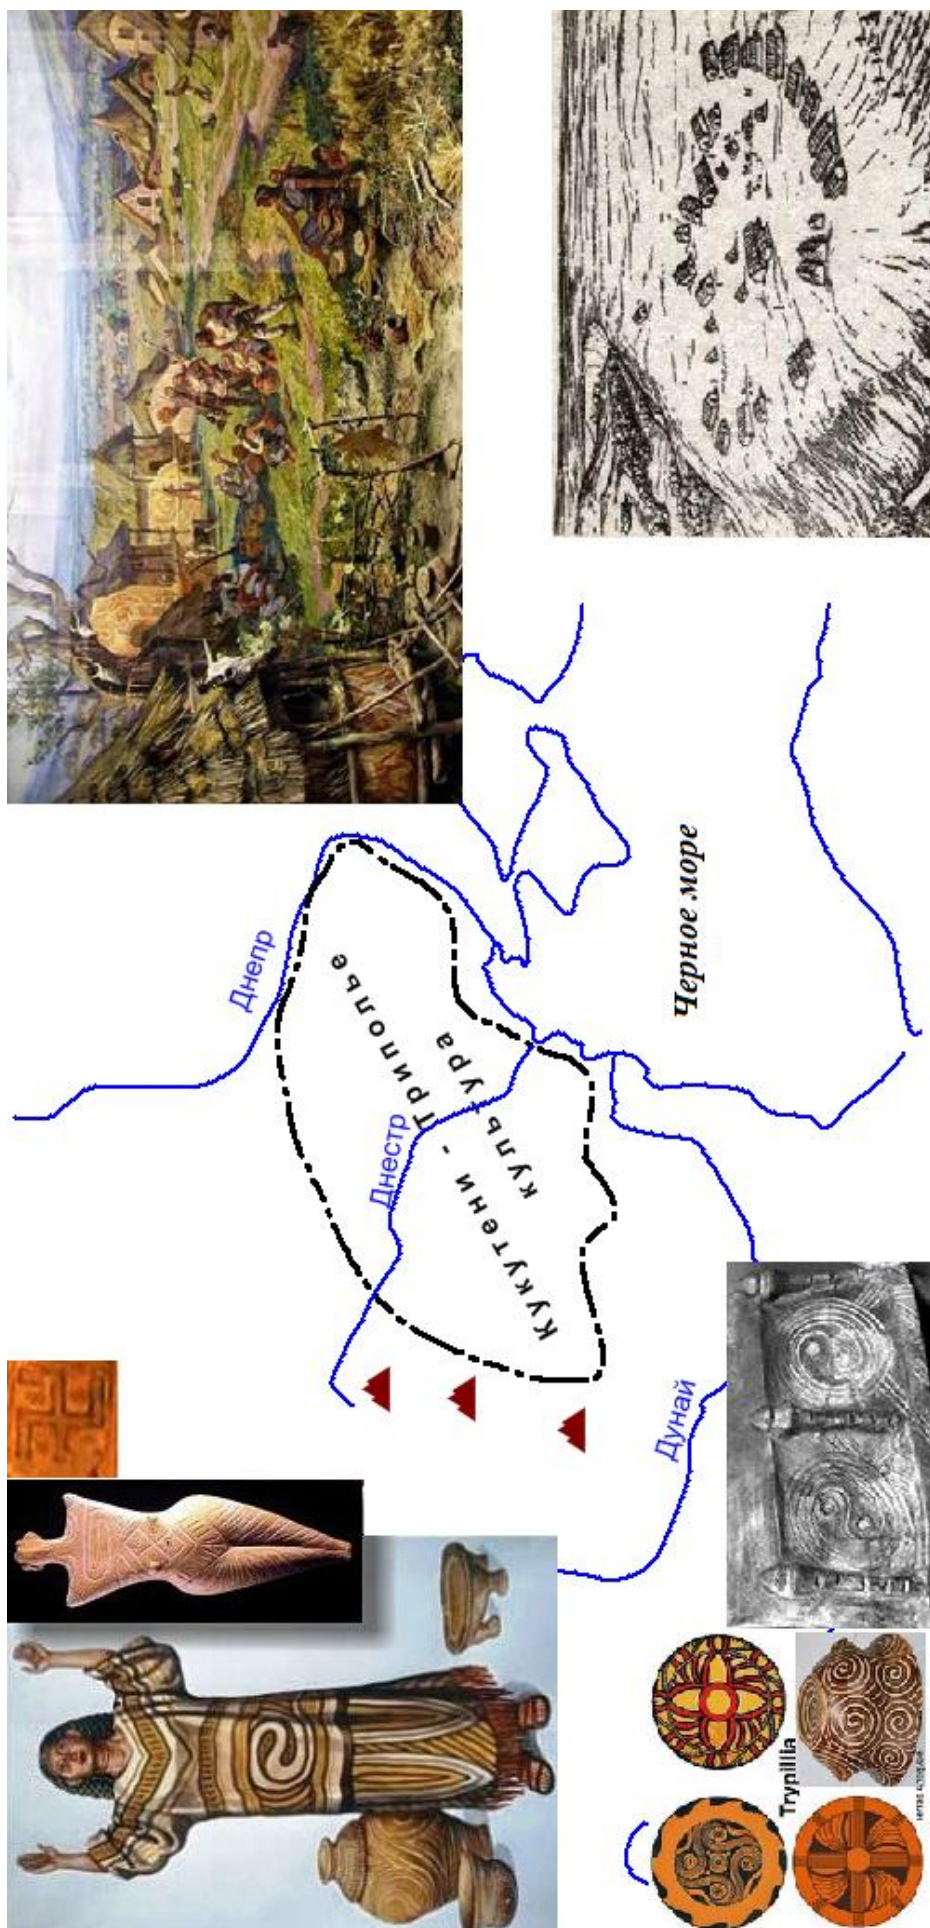 Днепр
Днестр
Кукутени - Триполье
культура
Черное море
Дунай
Trypillia